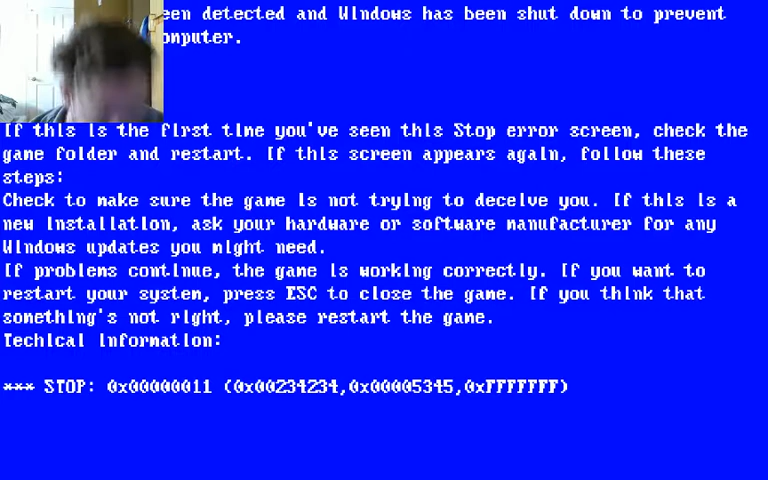 een detected and Windows has been shut down to prevent
omputer.
If this is the first time you've seen this Stop error screen, check the
game folder and restart. If this screen appears again, follow these
steps:
Check to make sure the game is not trying to deceive you. If this is a
new installation, ask your hardware or software manufacturer for any
Windows updates you might need.
If problems continue, the game is working correctly. If you want to
restart your system, press ESC to close the game. If you think that
something's not right, please restart the game.
Techical information:
*** STOP: 0x00000011 (0x00234234,0x00005345,0xFFFFFFF)